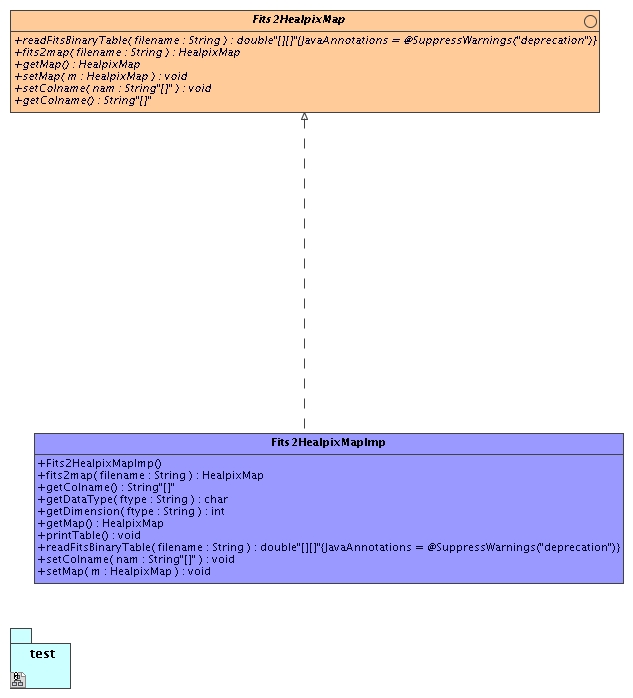 Fits2HealpixMap
+readFitsBinaryTable( filename : String ) : double"[][]"{JavaAnnotations = @SuppressWarnings("deprecation")}
+fits2map( filename : String ) : HealpixMap
+getMap() : HealpixMap
+setMap( m : HealpixMap ) : void
+setColname( nam : String"[]" ) : void
+getColname() : String"[]"
Fits2HealpixMapImp
+Fits2HealpixMapImp()
+fits2map( filename : String ) : HealpixMap
+getColname() : String"[]"
+getDataType( ftype : String ) : char
+getDimension( ftype : String ) : int
+getMap() : HealpixMap
+printTable() : void
+readFitsBinaryTable( filename : String ) : double"[][]"{JavaAnnotations = @SuppressWarnings("deprecation")}
+setColname( nam : String"[]" ) : void
+setMap( m : HealpixMap ) : void
test